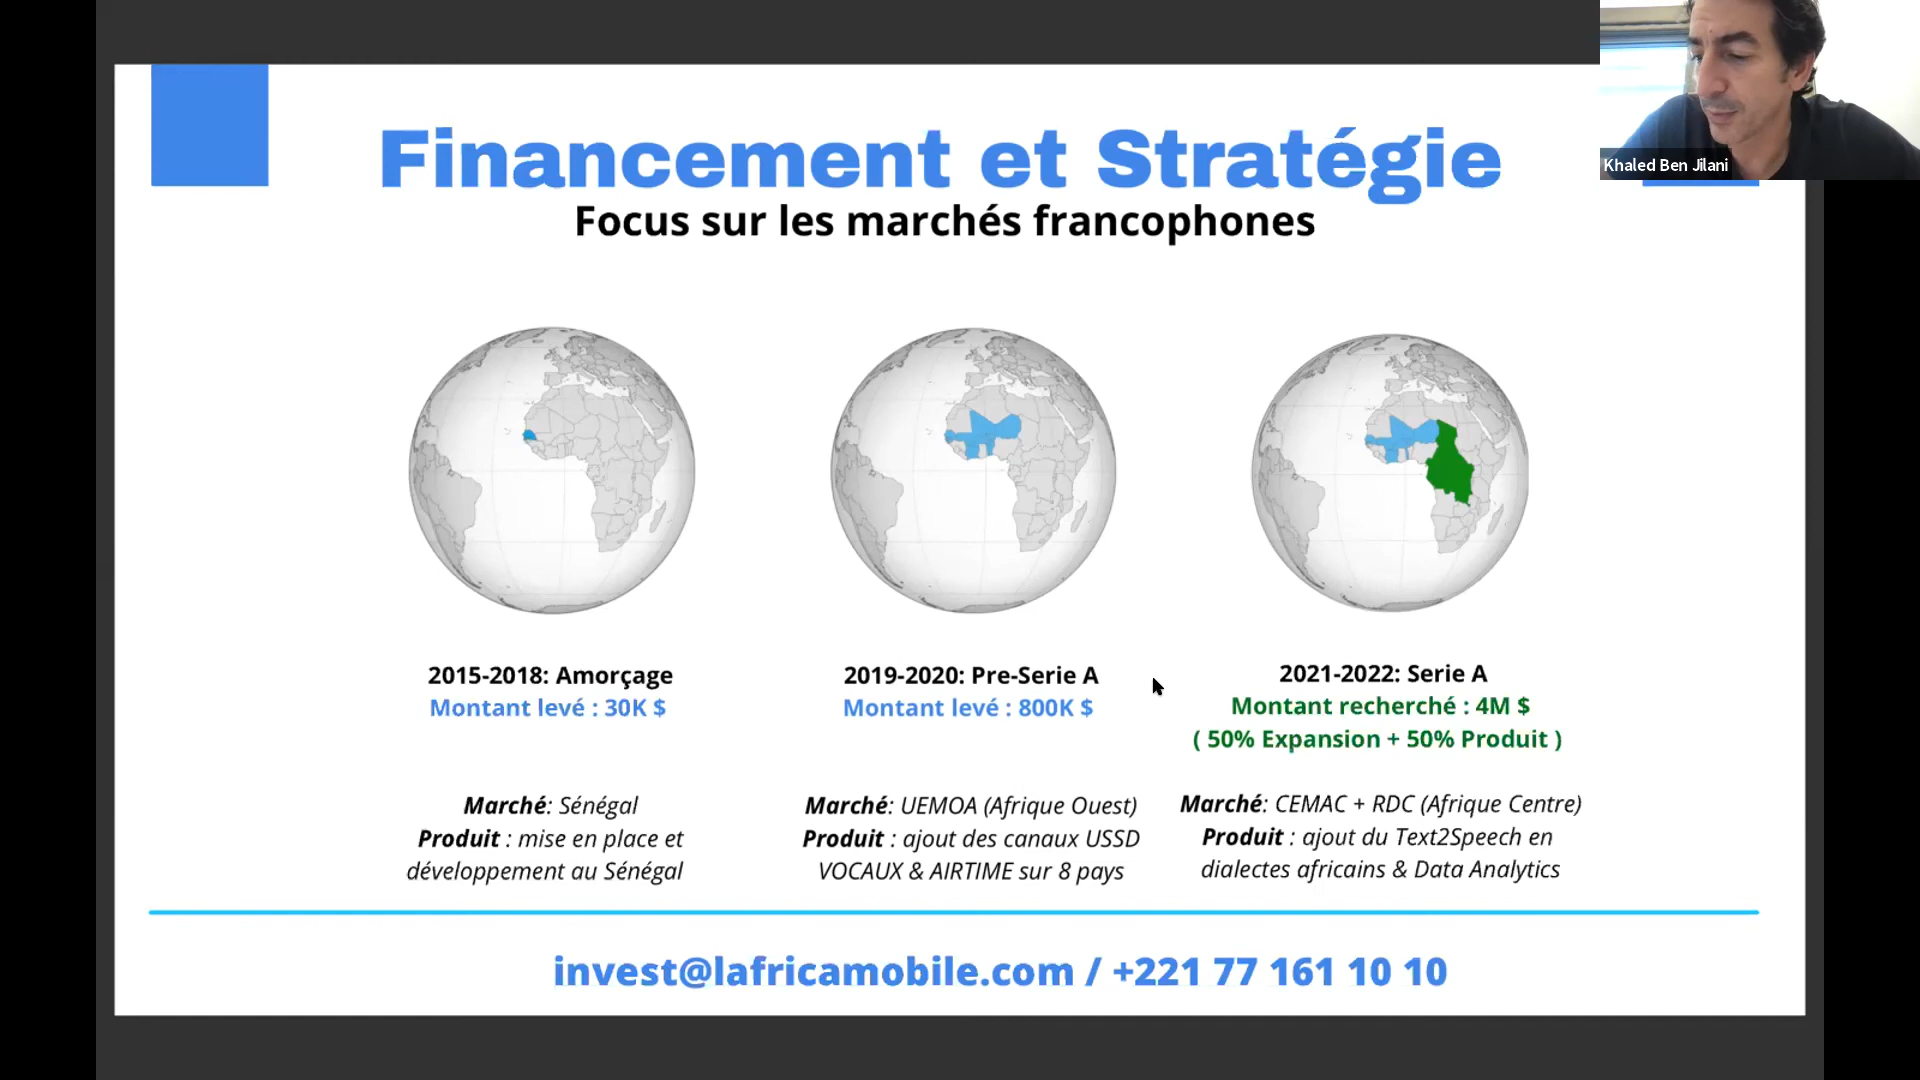 Financement et Stratégie
Focus sur les marchés francophones
Khaled Ben Jilani
2015-2018: Amorçage
Montant levé : 30K $
Marché: Sénégal
Produit : mise en place et
développement au Sénégal
2019-2020: Pre-Serie A
Montant levé : 800K $
Marché: UEMOA (Afrique Ouest)
Produit : ajout des canaux USSD
VOCAUX & AIRTIME sur 8 pays
2021-2022: Serie A
Montant recherché : 4M $
( 50% Expansion + 50% Produit )
Marché: CEMAC + RDC (Afrique Centre)
Produit : ajout du Text2Speech en
dialectes africains & Data Analytics
invest@lafricamobile.com / +221 77 161 10 10